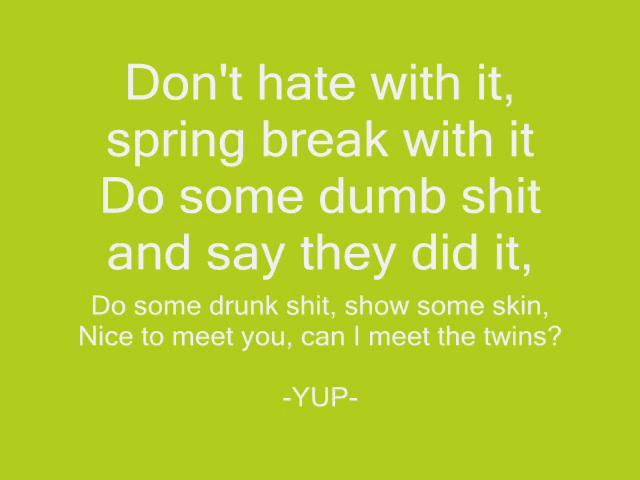 Don't hate with it,
spring break with it
Do some dumb shit
and say they did it,
Do some drunk shit, show some skin,
Nice to meet you, can I meet the twins?
-YUP-